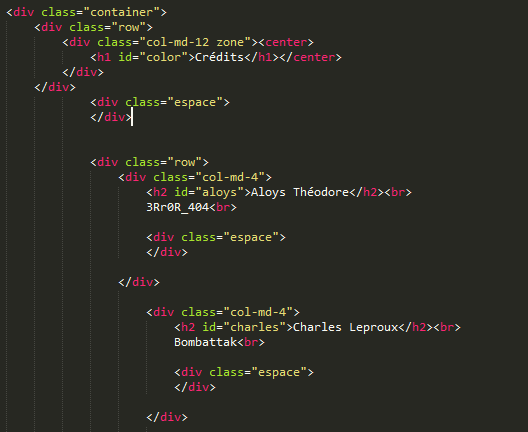 <div class="container">
<div class="row">
<div class="col-md-12 zone"><center>
<h1 id="color">Crédits</h1></center>
</div>
</div>
<div class="espace">
</div>
<div class="row">
<div class="col-md-4">
<h2 id="aloys">Aloys Théodore</h2><br>
3Rr0R_404<br>
<div class="espace">
</div>
</div>
<div class="col-md-4">
<h2 id="charles">Charles Leproux</h2><br>
Bombattak<br>
<div class="espace">
</div>
</div>